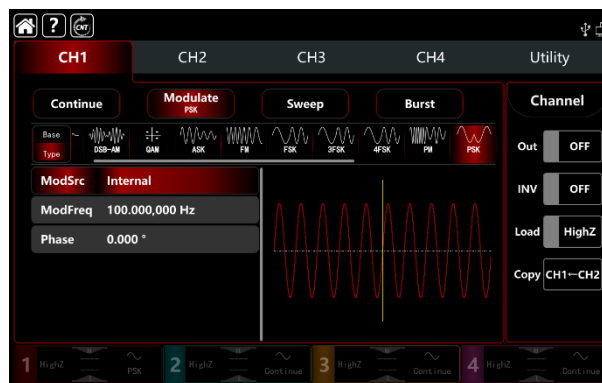 ? CNT
CH1 CH2 CH3 CH4 Utility
Continue Modulate Sweep Burst Channel
PSK
Base
Type DSB-AM QAM ASK FM FSK 3FSK 4FSK PM PSK
Out OFF
ModSrc Internal
INV OFF
ModFreq 100.000,000 Hz
Load HighZ
Phase 0.000 °
Copy CH1←CH2
1 HighZ PSK 2 HighZ Continue 3 HighZ Continue 4 HighZ Continue